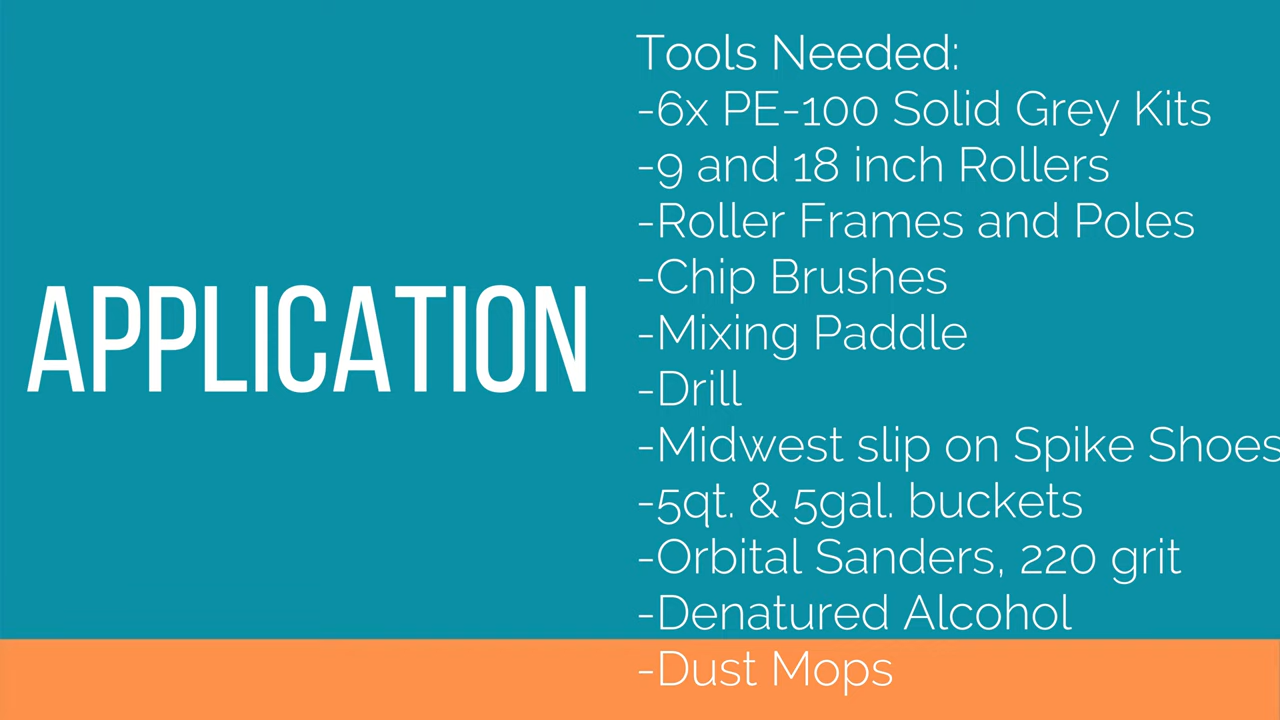 APPLICATION
Tools Needed:
-6x PE-100 Solid Grey Kits
-9 and 18 inch Rollers
-Roller Frames and Poles
-Chip Brushes
-Mixing Paddle
-Drill
-Midwest slip on Spike Shoes
-5qt. & 5gal. buckets
-Orbital Sanders, 220 grit
-Denatured Alcohol
-Dust Mops